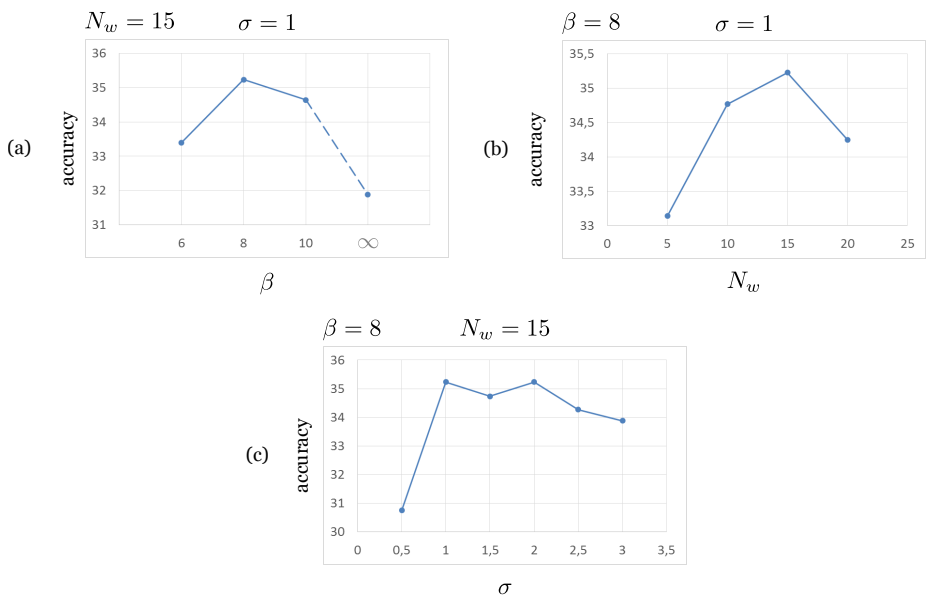 N_w = 15 σ = 1
36
35
34
33
32
31
accuracy
(a)
6 8 10 ∞
β
β = 8 σ = 1
35,5
35
34,5
34
33,5
33
accuracy
(b)
0 5 10 15 20 25
N_w
β = 8 N_w = 15
36
35
34
33
32
31
30
accuracy
(c)
0 0,5 1 1,5 2 2,5 3 3,5
σ